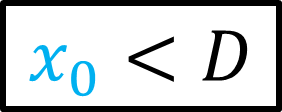 x₀ < D